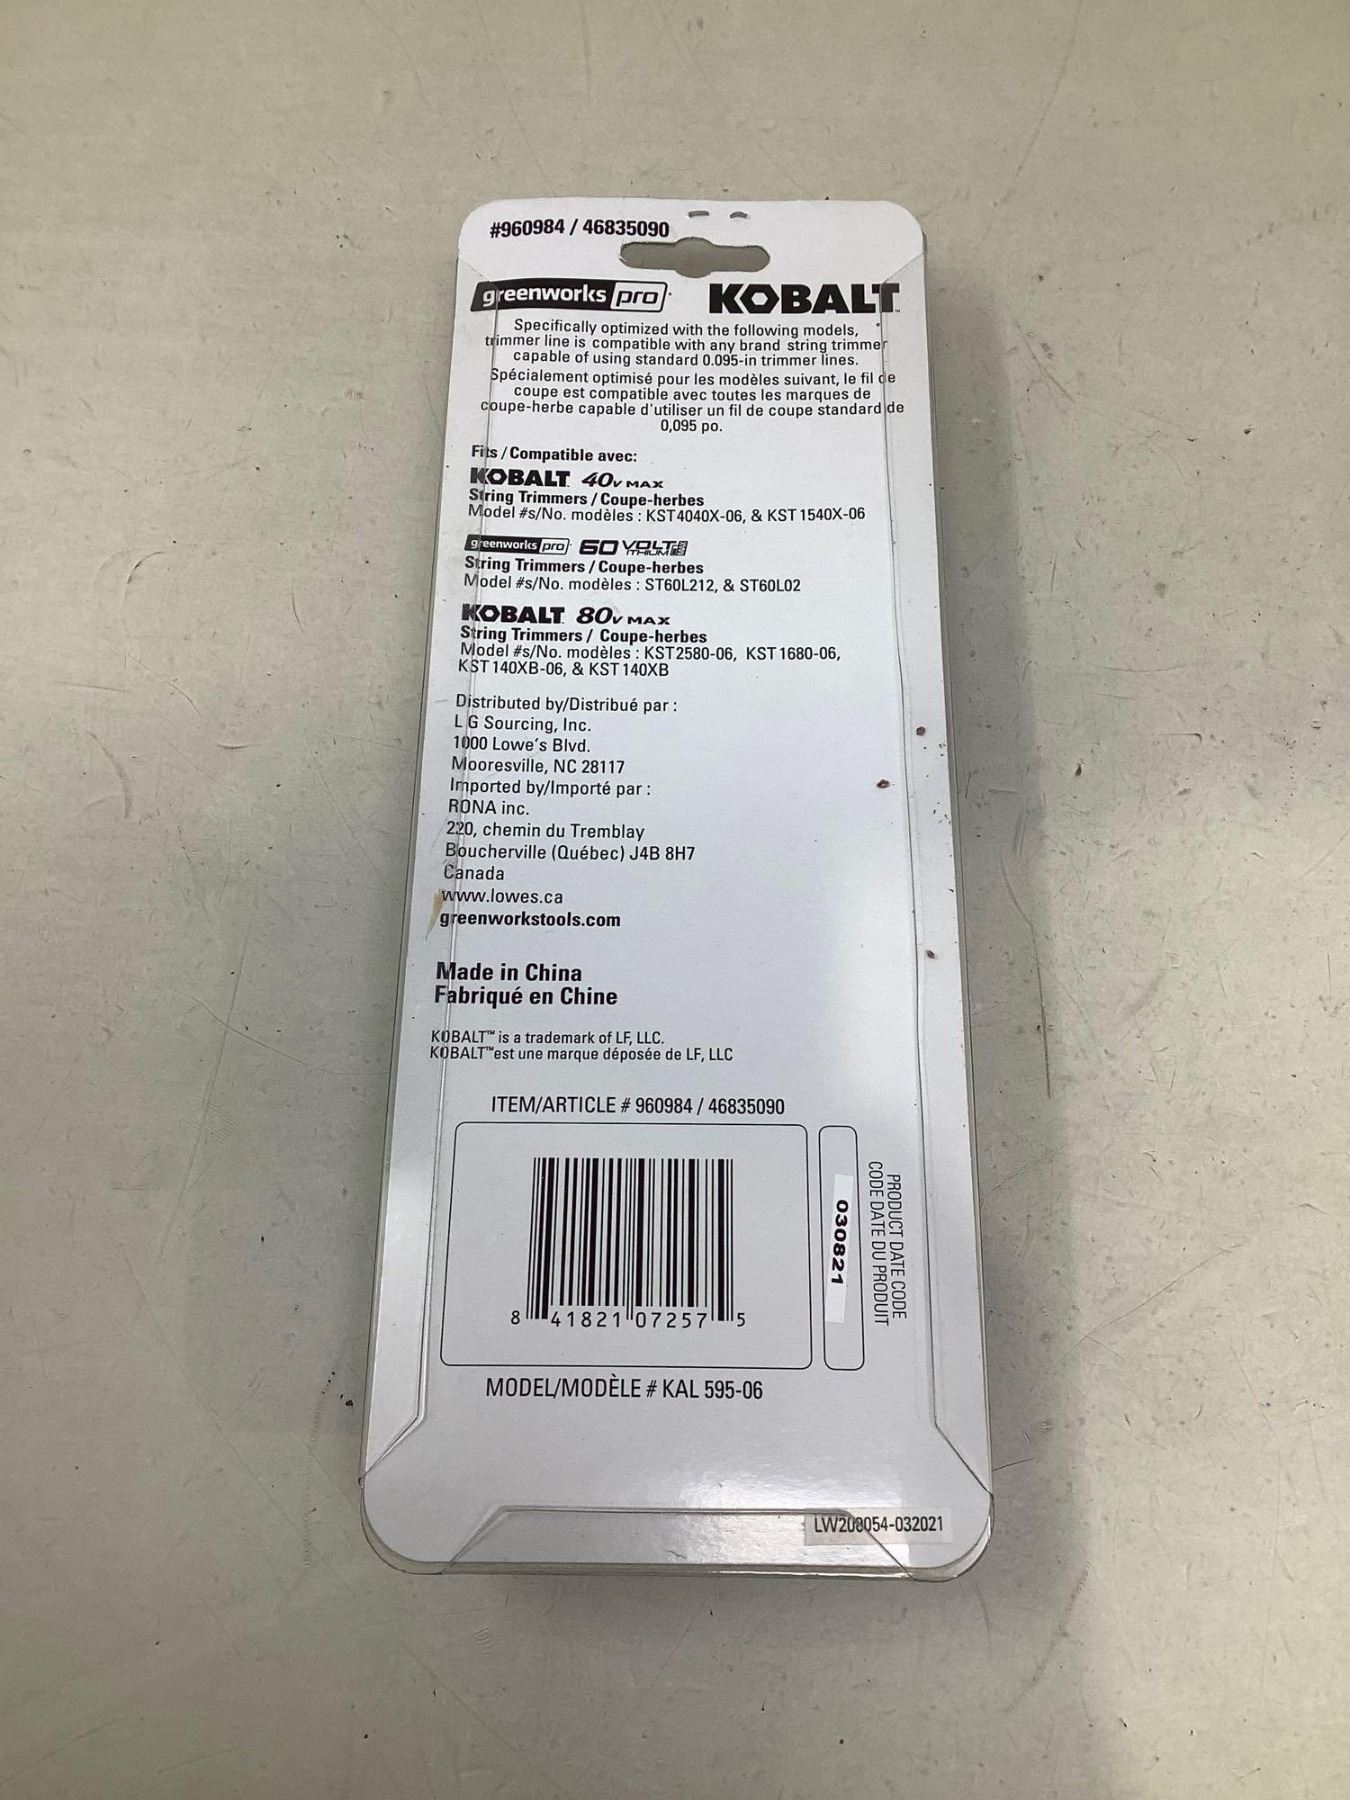 #960984 / 46835090
greenworks pro KOBALT™
Specifically optimized with the following models,
trimmer line is compatible with any brand string trimmer
capable of using standard 0.095-in trimmer lines.
Spécialement optimisé pour les modèles suivant, le fil de
coupe est compatible avec toutes les marques de
coupe-herbe capable d'utiliser un fil de coupe standard de
0,095 po.
Fits / Compatible avec:
KOBALT 40V MAX
String Trimmers / Coupe-herbes
Model #s/No. modèles : KST4040X-06, & KST 1540X-06
greenworks pro 60 VOLT
String Trimmers / Coupe-herbes
Model #s/No. modèles : ST60L212, & ST60L02
KOBALT 80V MAX
String Trimmers / Coupe-herbes
Model #s/No. modèles : KST2580-06, KST 1680-06,
KST 140XB-06, & KST 140XB
Distributed by/Distribué par :
L G Sourcing, Inc.
1000 Lowe's Blvd.
Mooresville, NC 28117
Imported by/Importé par :
RONA inc.
220, chemin du Tremblay
Boucherville (Québec) J4B 8H7
Canada
www.lowes.ca
greenworkstools.com
Made in China
Fabriqué en Chine
KOBALT™ is a trademark of LF, LLC.
KOBALT™est une marque déposée de LF, LLC
ITEM/ARTICLE # 960984 / 46835090
8 41821 07257 5
030821
PRODUCT DATE CODE
CODE DATE DU PRODUIT
MODEL/MODÈLE # KAL 595-06
LW208054-032021